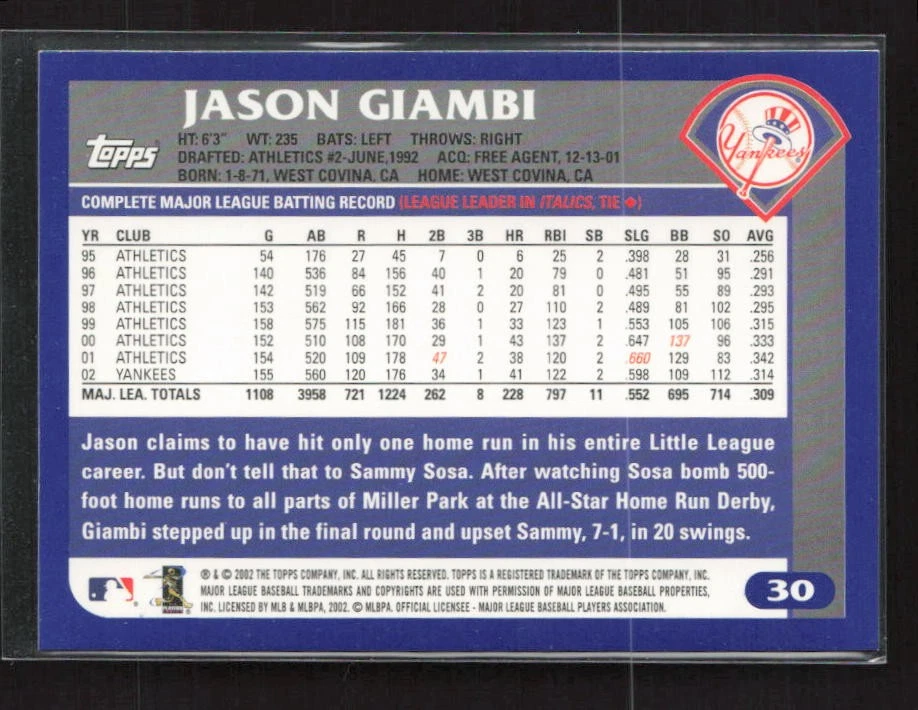 JASON GIAMBI
Topps
HT: 6'3" WT: 235 BATS: LEFT THROWS: RIGHT
DRAFTED: ATHLETICS #2-JUNE,1992 ACQ: FREE AGENT, 12-13-01
BORN: 1-8-71, WEST COVINA, CA HOME: WEST COVINA, CA
Yankees
COMPLETE MAJOR LEAGUE BATTING RECORD (LEAGUE LEADER IN ITALICS, TIE ♦)
YR CLUB G AB R H 2B 3B HR RBI SB SLG BB SO AVG
95 ATHLETICS 54 176 27 45 7 0 6 25 2 .398 28 31 .256
96 ATHLETICS 140 536 84 156 40 1 20 79 0 .481 51 95 .291
97 ATHLETICS 142 519 66 152 41 2 20 81 0 .495 55 89 .293
98 ATHLETICS 153 562 92 166 28 0 27 110 2 .489 81 102 .295
99 ATHLETICS 158 575 115 181 36 1 33 123 1 .553 105 106 .315
00 ATHLETICS 152 510 108 170 29 1 43 137 2 .647 137 96 .333
01 ATHLETICS 154 520 109 178 47 2 38 120 2 .660 129 83 .342
02 YANKEES 155 560 120 176 34 1 41 122 2 .598 109 112 .314
MAJ. LEA. TOTALS 1108 3958 721 1224 262 8 228 797 11 .552 695 714 .309
Jason claims to have hit only one home run in his entire Little League
career. But don't tell that to Sammy Sosa. After watching Sosa bomb 500-
foot home runs to all parts of Miller Park at the All-Star Home Run Derby,
Giambi stepped up in the final round and upset Sammy, 7-1, in 20 swings.
® & © 2002 THE TOPPS COMPANY, INC. ALL RIGHTS RESERVED. TOPPS IS A REGISTERED TRADEMARK OF THE TOPPS COMPANY, INC.
MAJOR LEAGUE BASEBALL TRADEMARKS AND COPYRIGHTS ARE USED WITH PERMISSION OF MAJOR LEAGUE BASEBALL PROPERTIES,
INC. LICENSED BY MLB & MLBPA, 2002. © MLBPA. OFFICIAL LICENSEE - MAJOR LEAGUE BASEBALL PLAYERS ASSOCIATION.
30